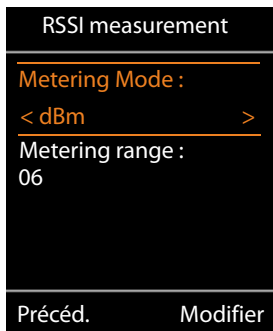 RSSI measurement
Metering Mode :
< dBm >
Metering range :
06
Précéd. Modifier